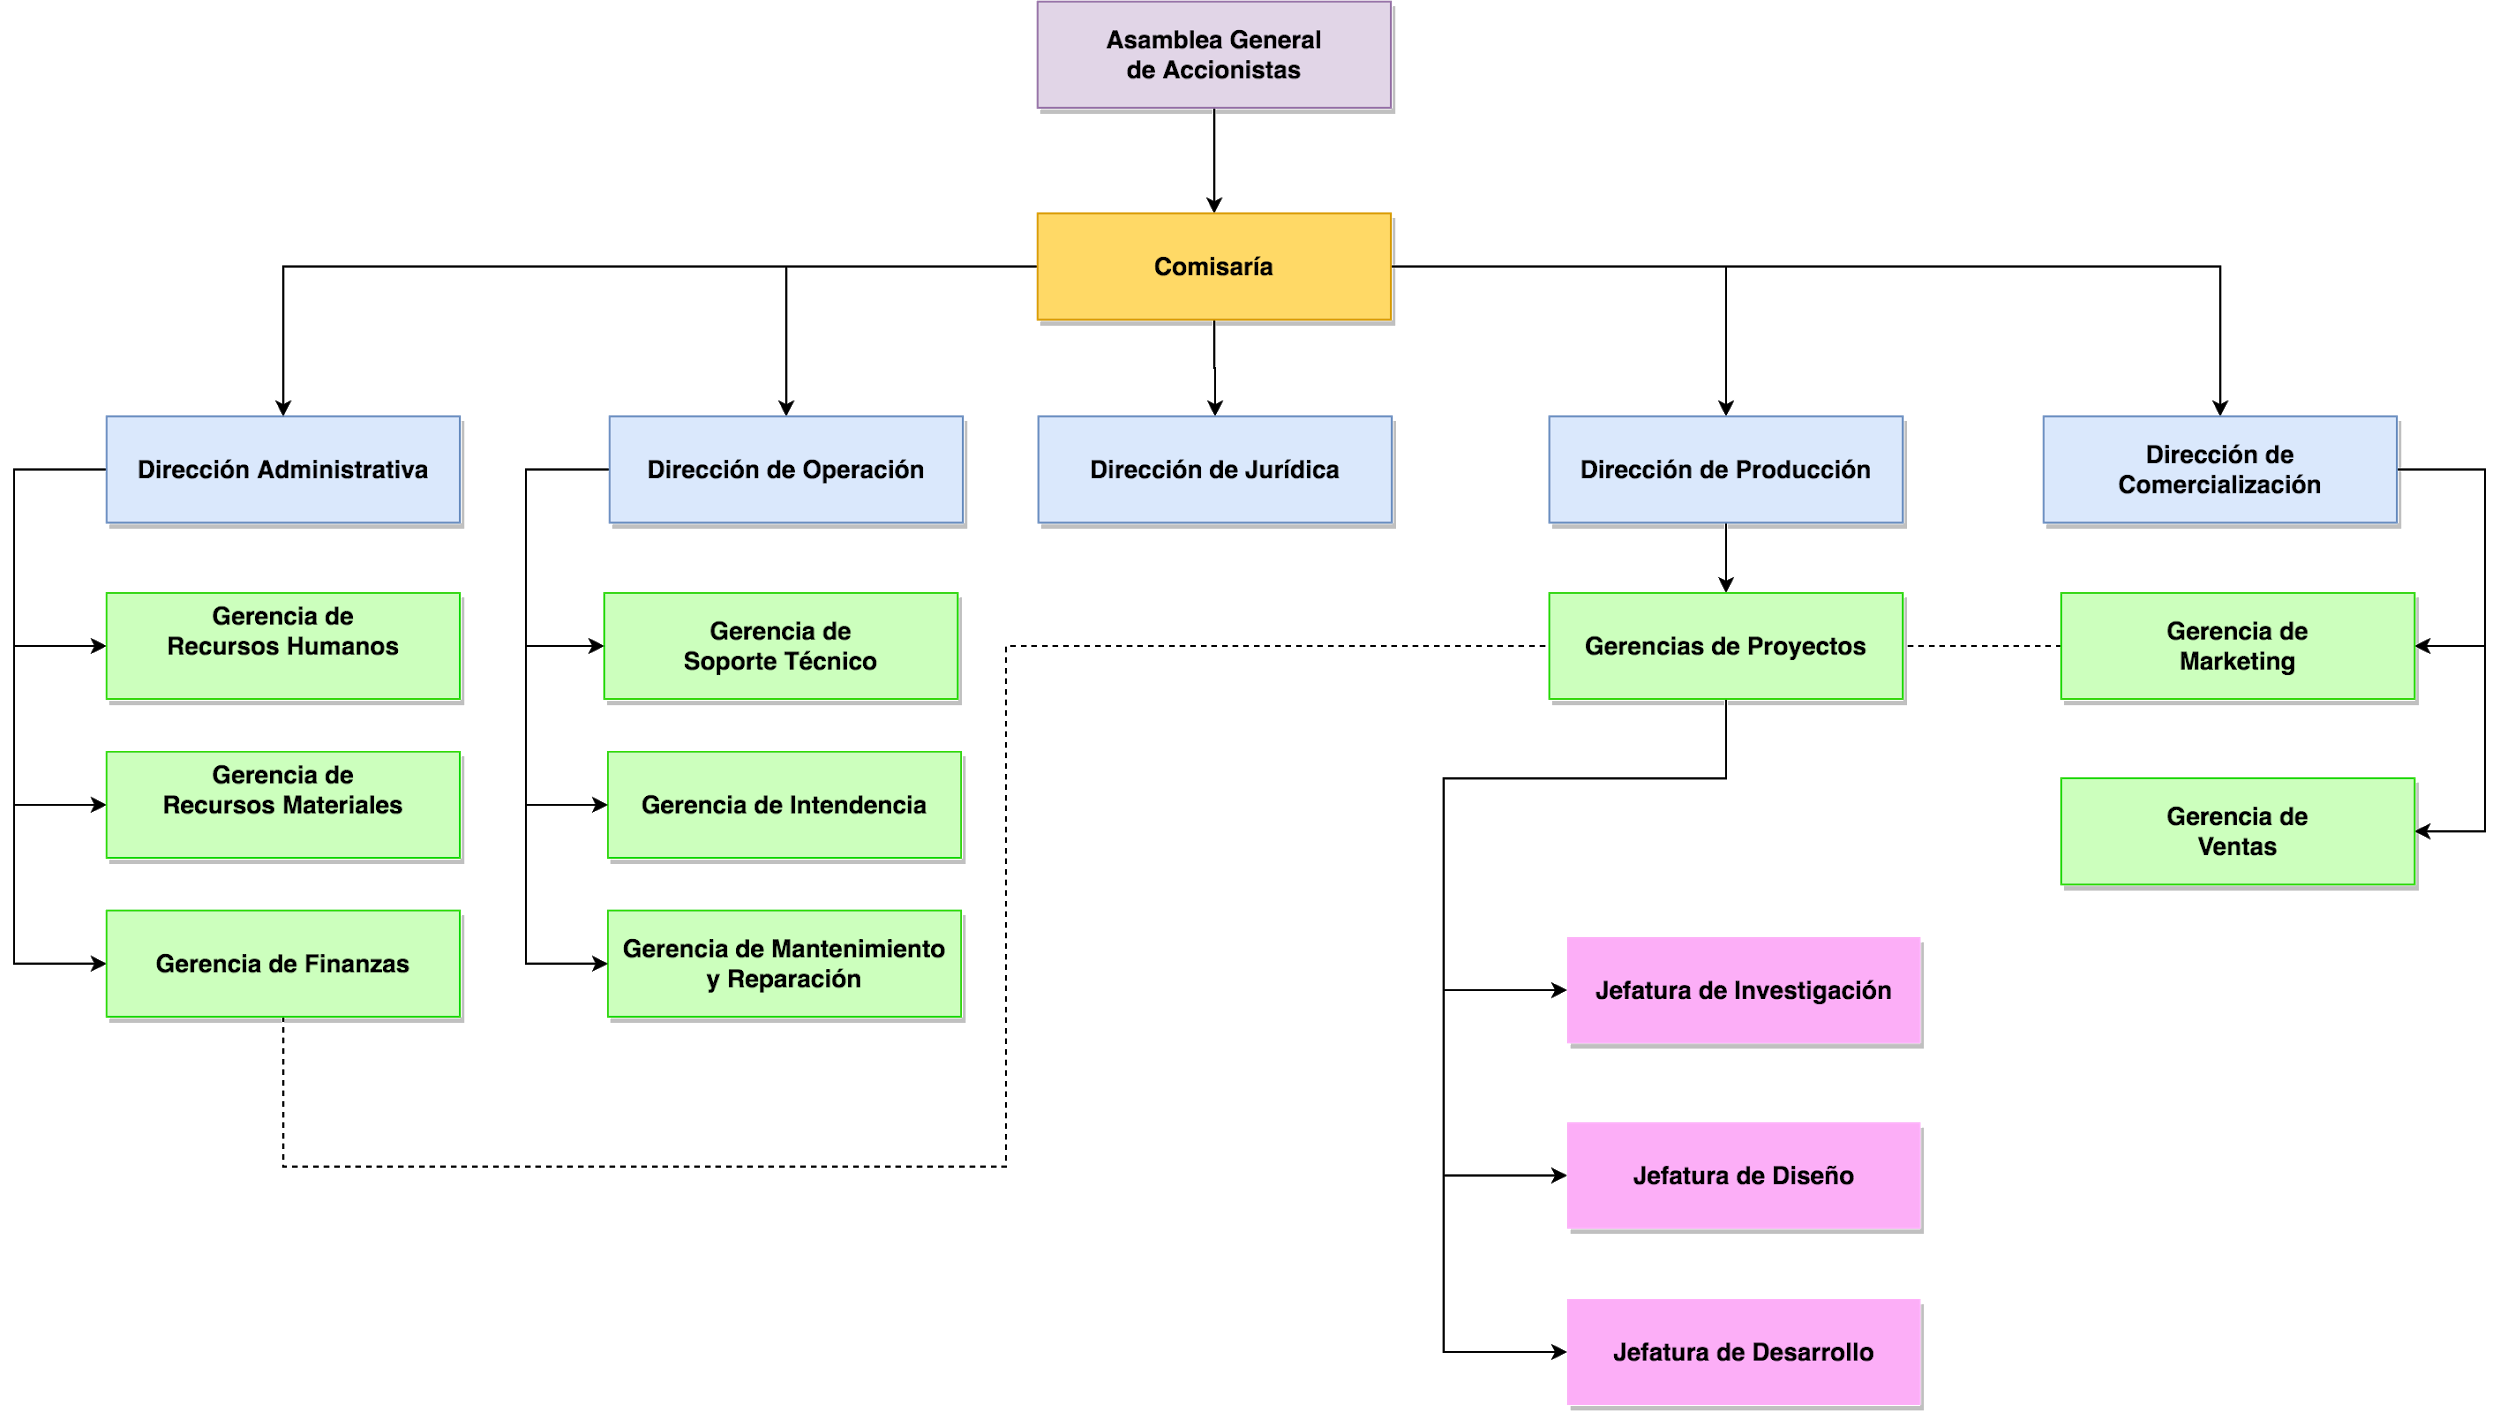 Asamblea General
de Accionistas
Comisaría
Dirección Administrativa
Dirección de Operación
Dirección de Jurídica
Dirección de Producción
Dirección de
Comercialización
Gerencia de
Recursos Humanos
Gerencia de
Soporte Técnico
Gerencias de Proyectos
Gerencia de
Marketing
Gerencia de
Recursos Materiales
Gerencia de Intendencia
Gerencia de
Ventas
Gerencia de Finanzas
Gerencia de Mantenimiento
y Reparación
Jefatura de Investigación
Jefatura de Diseño
Jefatura de Desarrollo